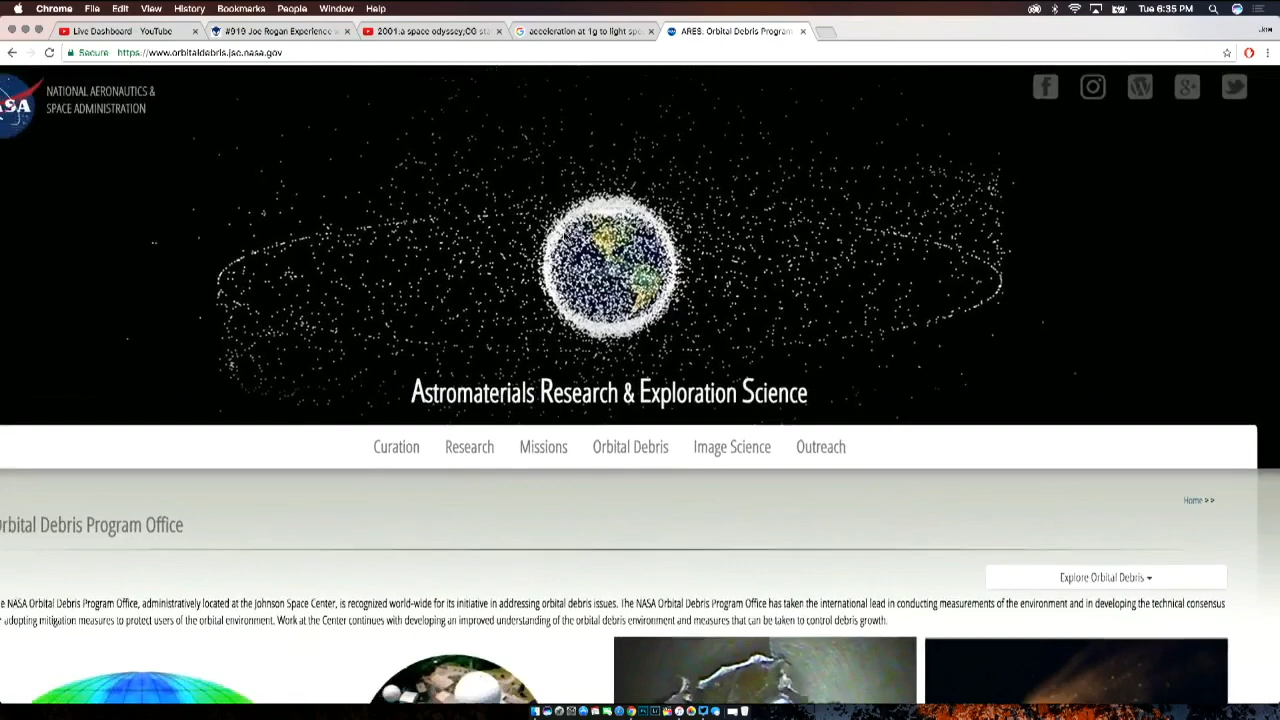 Chrome File Edit View History Bookmarks People Window Help Tue 6:35 PM
Live Dashboard - YouTube #919 Joe Rogan Experience 2001:a space odyssey;CG acceleration at 1g to light ARES: Orbital Debris Program
Secure https://www.orbitaldebris.jsc.nasa.gov
NATIONAL AERONAUTICS &
SPACE ADMINISTRATION
Astromaterials Research & Exploration Science
Curation Research Missions Orbital Debris Image Science Outreach
Home > >
rbital Debris Program Office
Explore Orbital Debris
e NASA Orbital Debris Program Office, administratively located at the Johnson Space Center, is recognized world-wide for its initiative in addressing orbital debris issues. The NASA Orbital Debris Program Office has taken the international lead in conducting measurements of the environment and in developing the technical consensus
adopting mitigation measures to protect users of the orbital environment. Work at the Center continues with developing an improved understanding of the orbital debris environment and measures that can be taken to control debris growth.